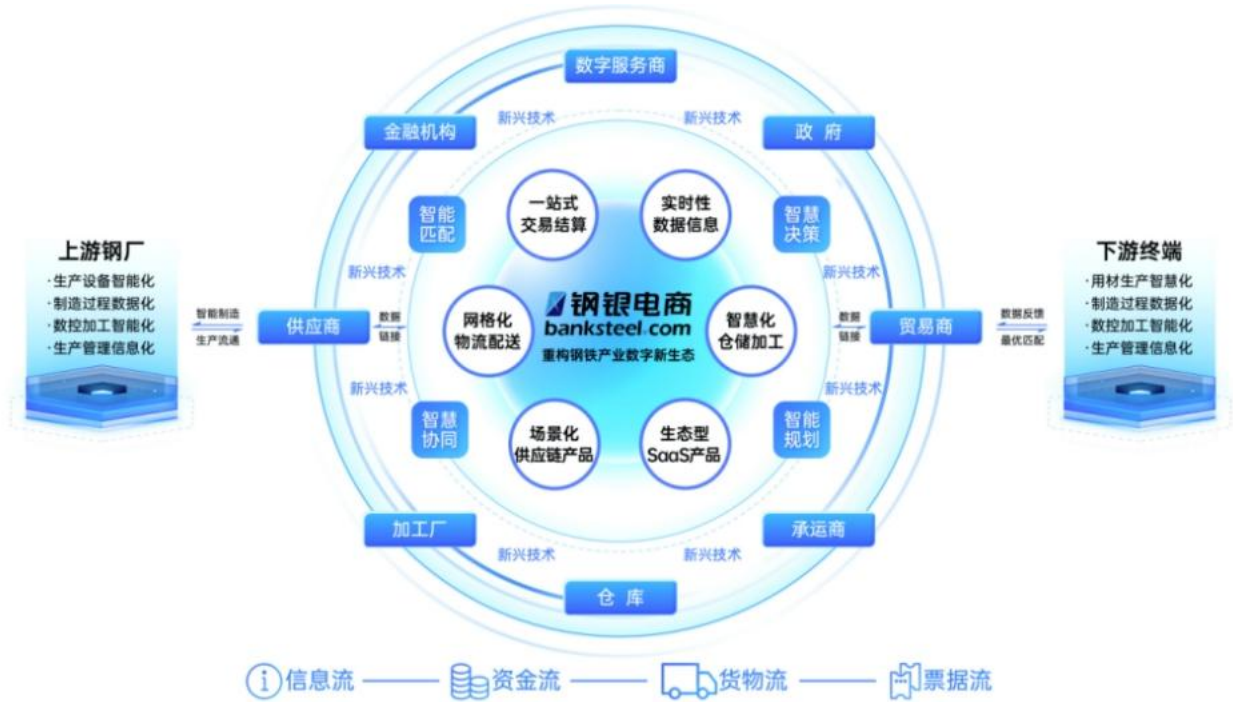 数字服务商
新兴技术
新兴技术
金融机构
政 府
一站式
交易结算
实时性
数据信息
智能
匹配
智慧
决策
上游钢厂
·生产设备智能化
·制造过程数据化
·数控加工智能化
·生产管理信息化
下游终端
·用材生产智慧化
·制造过程数据化
·数控加工智能化
·生产管理信息化
新兴技术
新兴技术
智能制造
生产流通
供应商
数据
链接
网格化
物流配送
钢银电商
banksteel.com
重构钢铁产业数字新生态
智慧化
仓储加工
数据
链接
贸易商
数据反馈
最优匹配
新兴技术
新兴技术
智慧
协同
场景化
供应链产品
生态型
SaaS产品
智能
规划
加工厂
承运商
新兴技术
新兴技术
仓 库
信息流
资金流
货物流
票据流